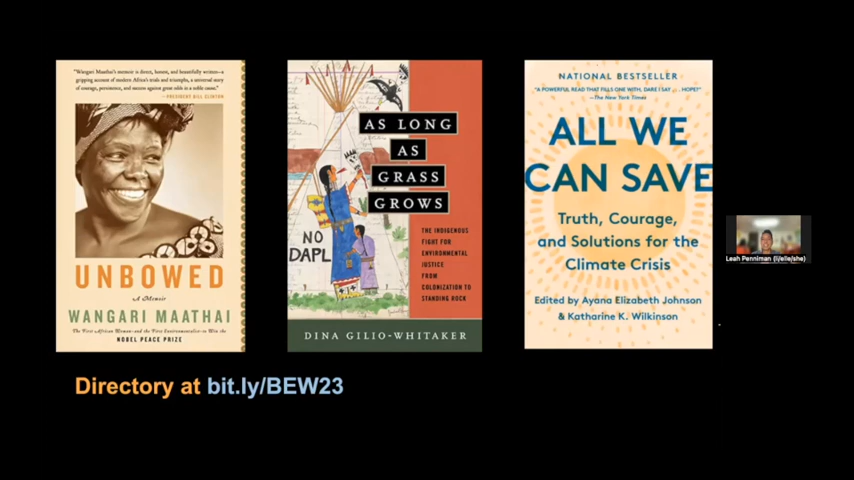 "Wangari Maathai's memoir is direct, honest, and beautifully written—a
gripping account of modern Africa's trials and triumphs, a universal story
of courage, persistence, and success against great odds in a noble cause."
—PRESIDENT BILL CLINTON
UNBOWED
A Memoir
WANGARI MAATHAI
The First African Woman—and the First Environmentalist—to Win the
NOBEL PEACE PRIZE
AS LONG
AS
GRASS
GROWS
NO
DAPL
THE INDIGENOUS
FIGHT FOR
ENVIRONMENTAL
JUSTICE
FROM
COLONIZATION TO
STANDING ROCK
DINA GILIO-WHITAKER
NATIONAL BESTSELLER
"A POWERFUL READ THAT FILLS ONE WITH, DARE I SAY . . . HOPE?"
—The New York Times
ALL WE
CAN SAVE
Truth, Courage,
and Solutions for the
Climate Crisis
Edited by Ayana Elizabeth Johnson
& Katharine K. Wilkinson
Leah Penniman (li/elle/she)
Directory at bit.ly/BEW23